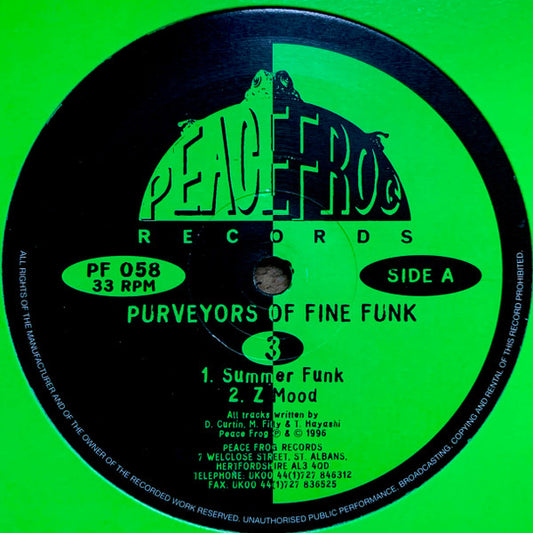 PEACEFROG
RECORDS
PF 058
33 RPM
SIDE A
PURVEYORS OF FINE FUNK
3
1. Summer Funk
2. Z Mood
All tracks written by
D. Curtin, M. Filly & T. Hayashi
Peace Frog ℗ & © 1996
PEACE FROG RECORDS
7 WELCLOSE STREET, ST. ALBANS,
HERTFORDSHIRE AL3 4QD
TELEPHONE: UK00 44(1)727 846312
FAX. UK00 44(1)727 836525
ALL RIGHTS OF THE MANUFACTURER AND OF THE OWNER OF THE RECORDED WORK RESERVED. UNAUTHORISED PUBLIC PERFORMANCE, BROADCASTING, COPYING AND RENTAL OF THIS RECORD PROHIBITED.